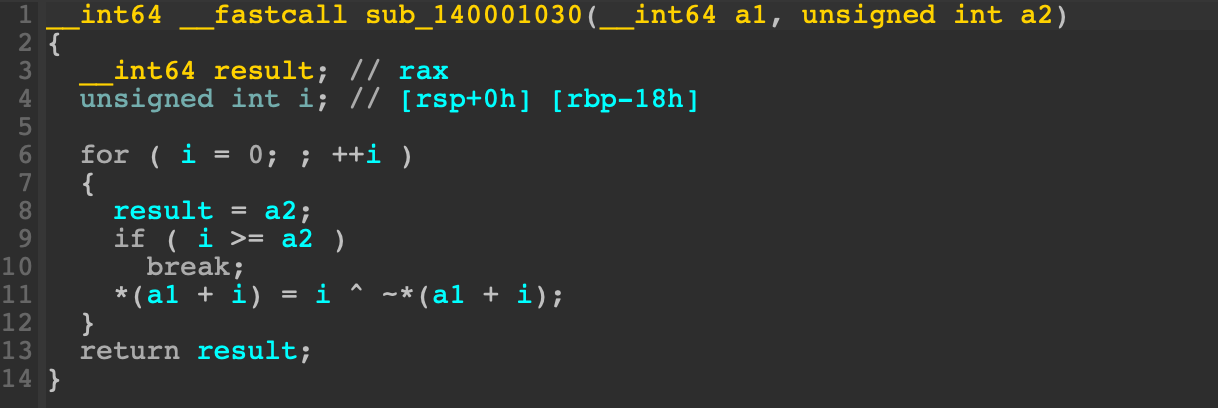 1 __int64 __fastcall sub_140001030(__int64 a1, unsigned int a2)
2 {
3   __int64 result; // rax
4   unsigned int i; // [rsp+0h] [rbp-18h]
5
6   for ( i = 0; ; ++i )
7   {
8     result = a2;
9     if ( i >= a2 )
10       break;
11     *(a1 + i) = i ^ ~*(a1 + i);
12   }
13   return result;
14 }